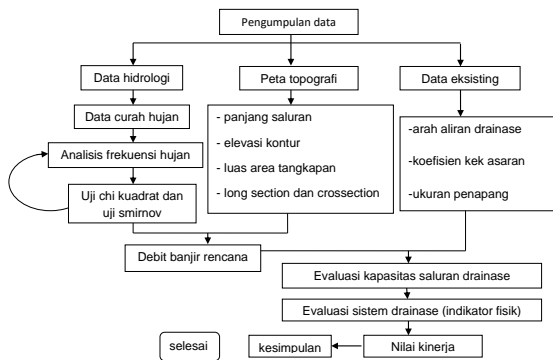 Pengumpulan data
Data hidrologi
Peta topografi
Data eksisting
Data curah hujan
- panjang saluran
- elevasi kontur
- luas area tangkapan
- long section dan crossection
-arah aliran drainase
-koefisien kek asaran
-ukuran penapang
Analisis frekuensi hujan
Uji chi kuadrat dan
uji smirnov
Debit banjir rencana
Evaluasi kapasitas saluran drainase
Evaluasi sistem drainase (indikator fisik)
selesai
kesimpulan
Nilai kinerja